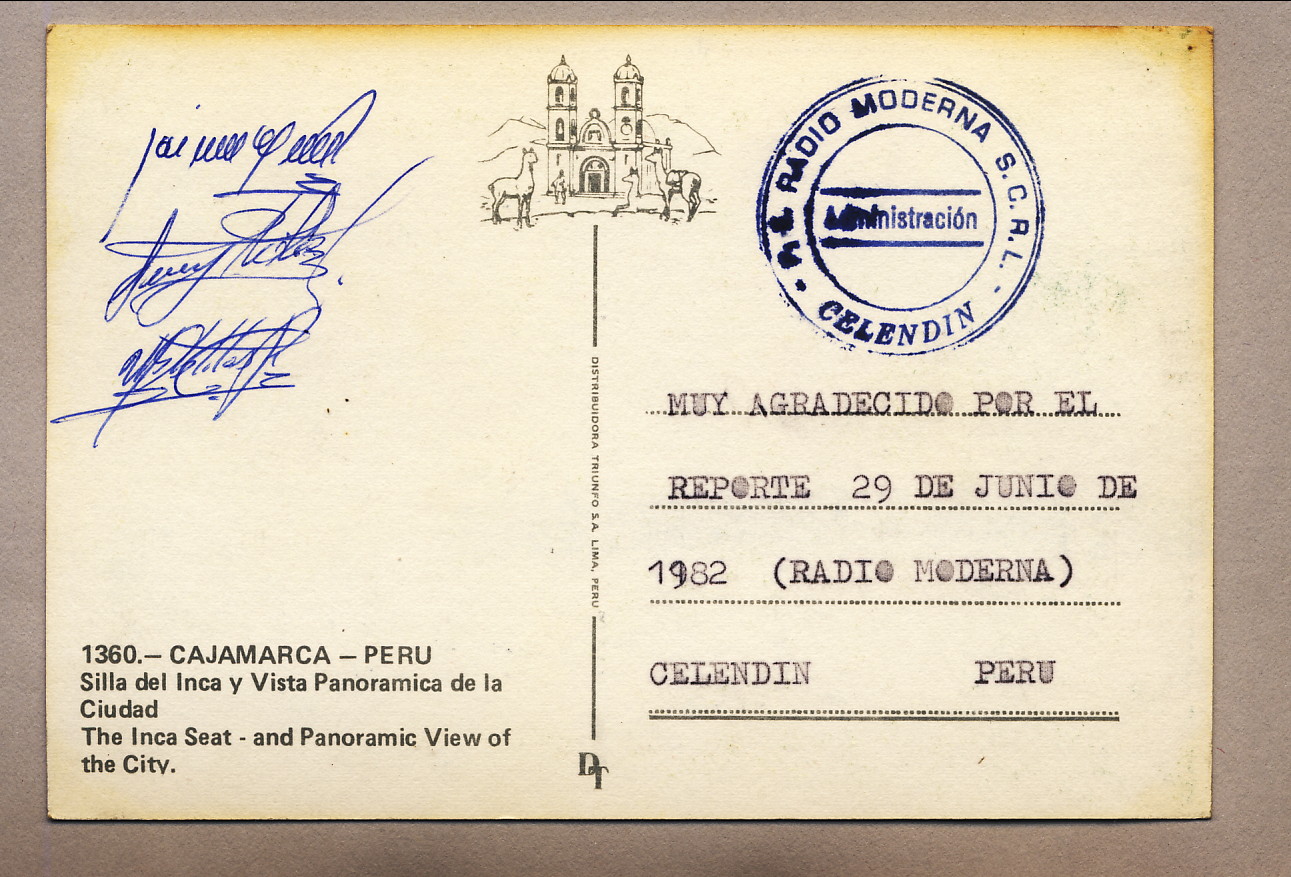 RADIO MODERNA S.C.R.L.
Administración
CELENDIN
MUY AGRADECIDO POR EL
REPORTE 29 DE JUNIO DE
1982 (RADIO MODERNA)
CELENDIN PERU
DISTRIBUIDORA TRIUNFO S.A. LIMA, PERU
1360.— CAJAMARCA — PERU
Silla del Inca y Vista Panoramica de la
Ciudad
The Inca Seat - and Panoramic View of
the City.
DT